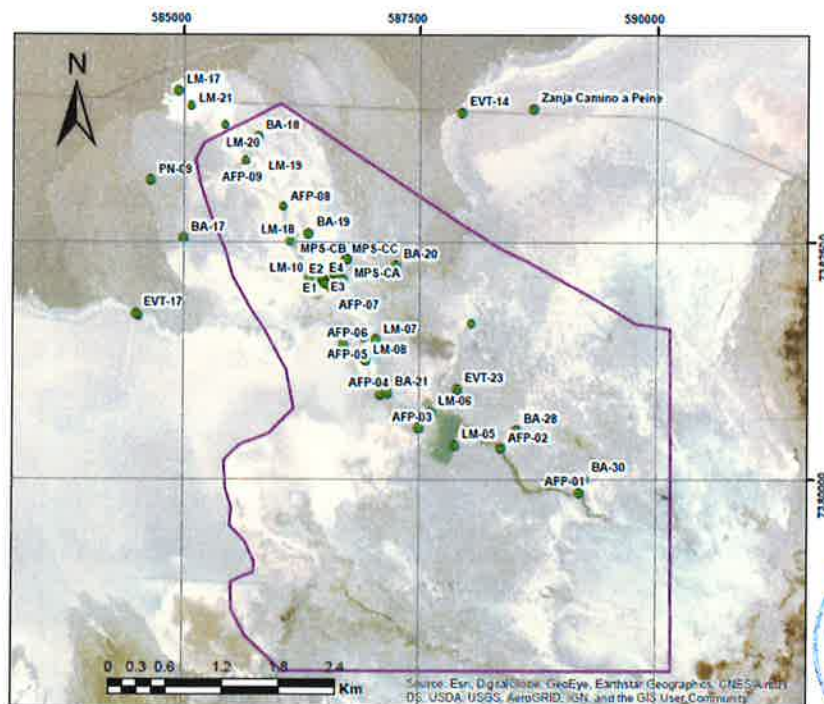 585000 587500 590000
N
LM-17
LM-21
EVT-14
Zanja Camino a Peine
BA-18
LM-20
PN-09
LM-19
AFP-09
AFP-08
BA-17
BA-19
LM-18
7382500
MPS-CB MPS-CC
BA-20
LM-10 E2 E4 MPS-CA
E1 E3
AFP-07
EVT-17
AFP-06 LM-07
AFP-05 LM-08
AFP-04 BA-21
EVT-23
LM-06
AFP-03
BA-28
LM-05 AFP-02
BA-30
AFP-01
7380000
0 0.3 0.6 1.2 1.8 2.4
Km
Source: Esri, DigitalGlobe, GeoEye, Earthstar Geographics, CNES/Airbus
DS, USDA, USGS, AeroGRID, IGN, and the GIS User Community